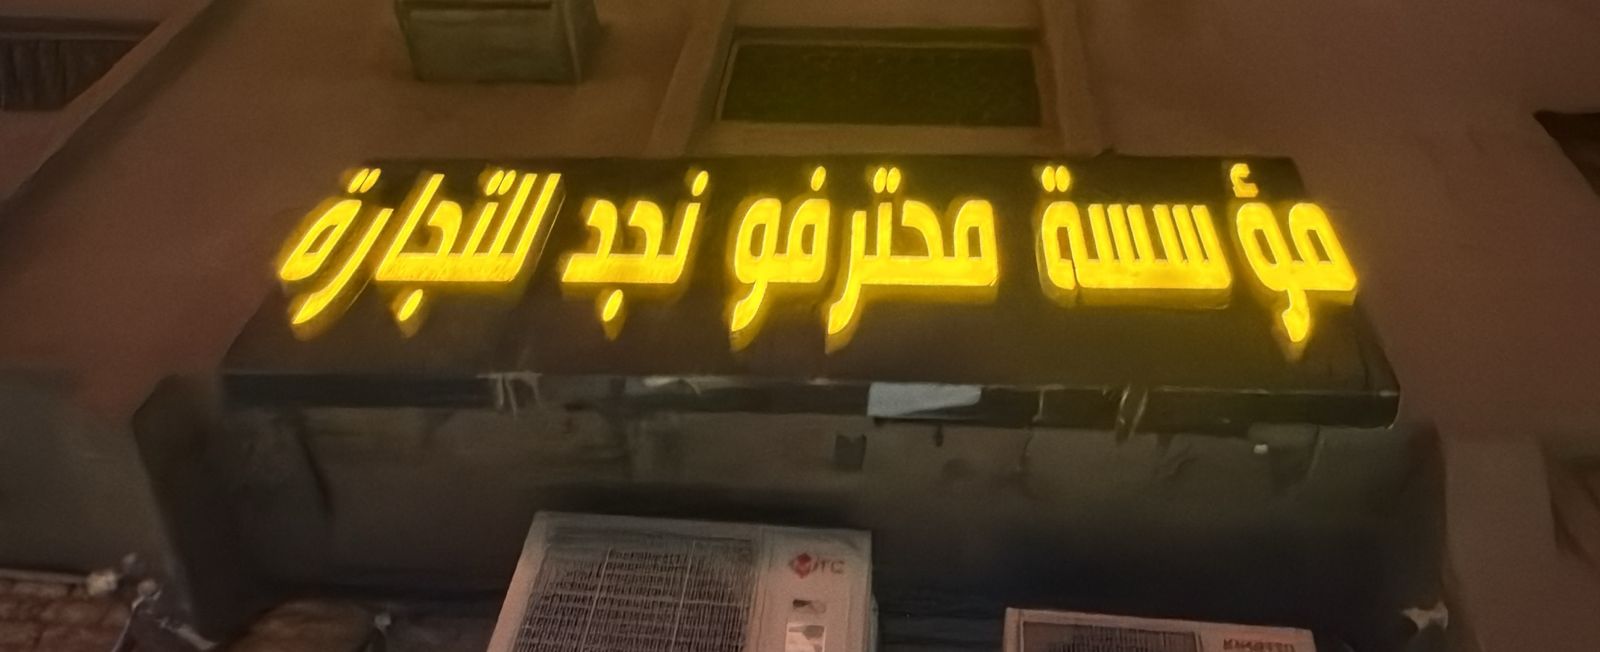 مؤسسة محترفو نجد للتجارة